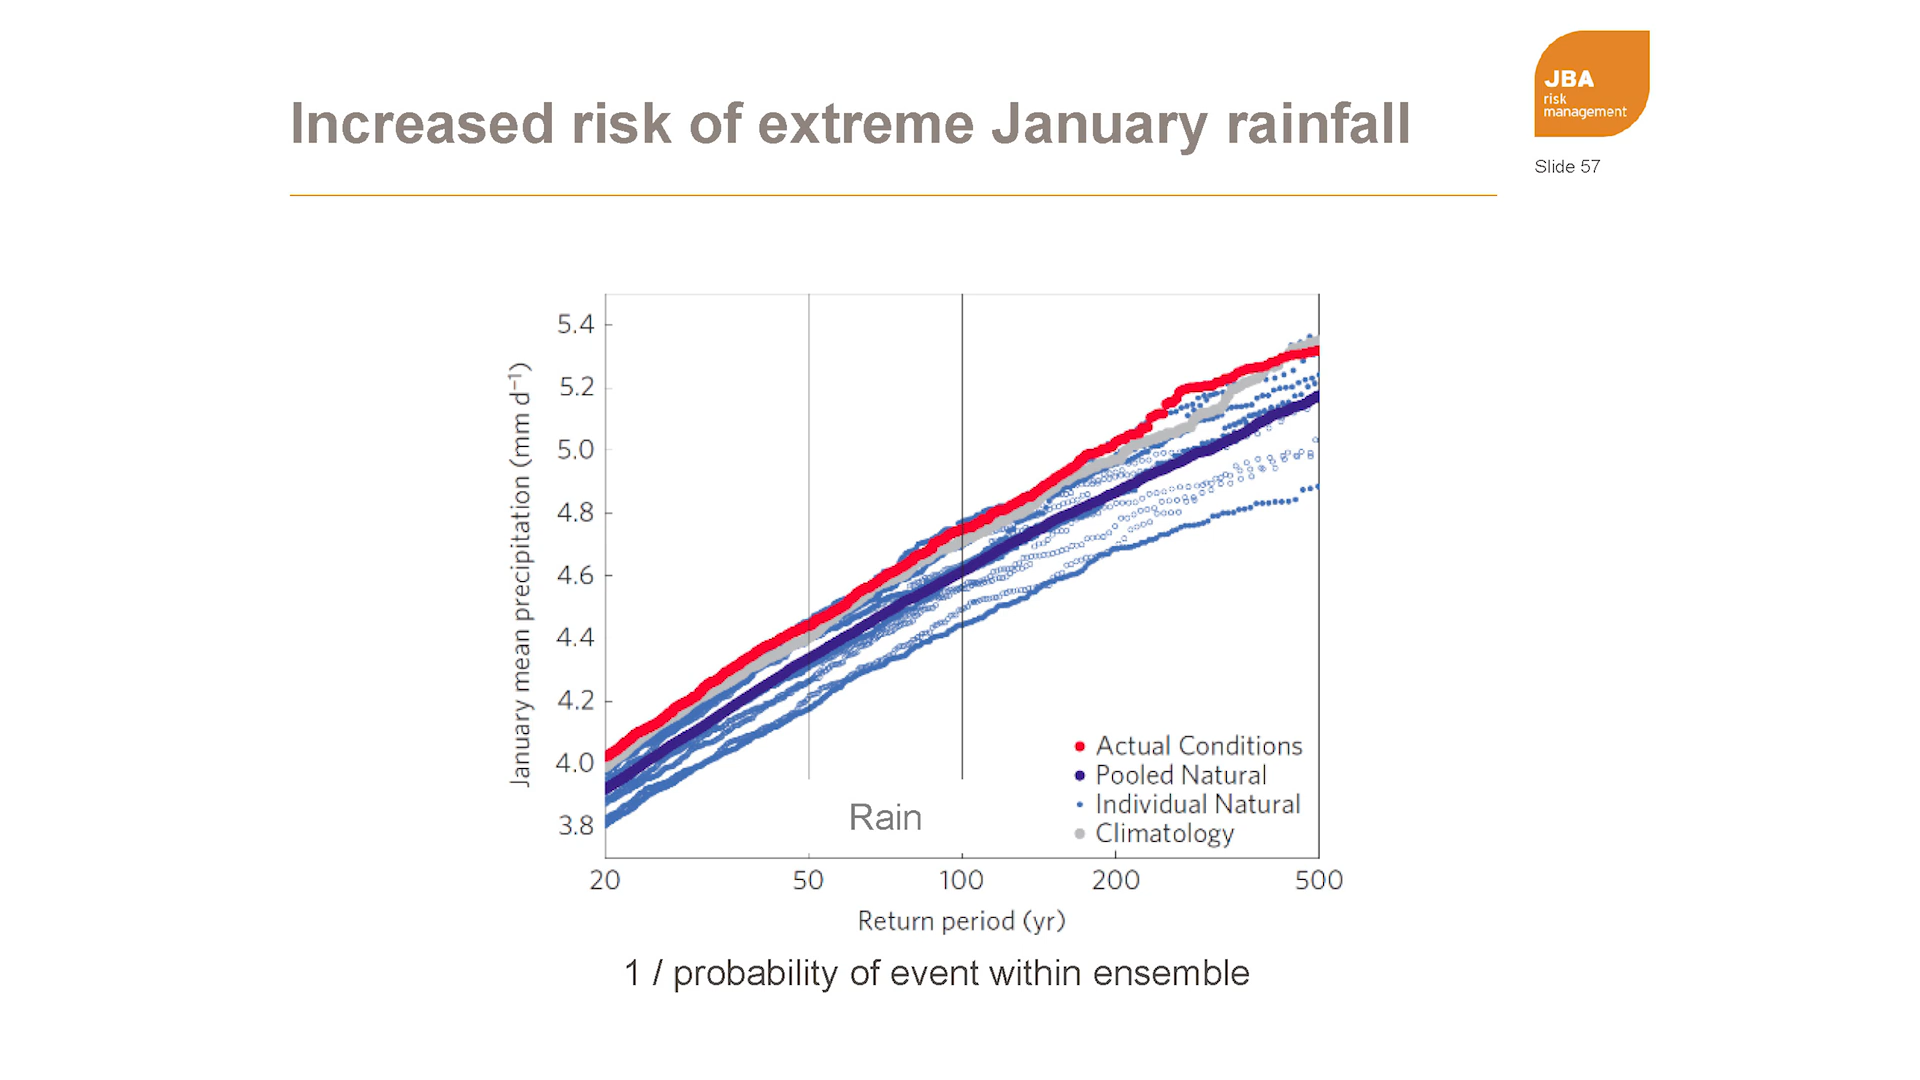 JBA
risk
management
Increased risk of extreme January rainfall
Slide 57
January mean precipitation (mm d⁻¹)
5.4
5.2
5.0
4.8
4.6
4.4
4.2
4.0
3.8
Actual Conditions
Pooled Natural
Individual Natural
Climatology
Rain
20 50 100 200 500
Return period (yr)
1 / probability of event within ensemble